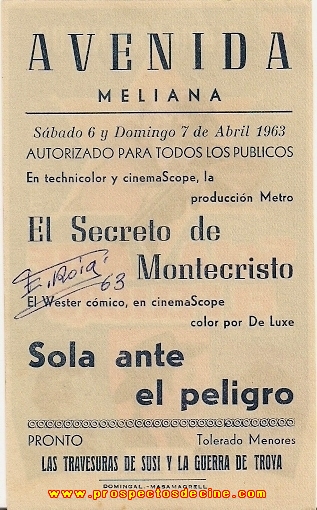 AVENIDA
MELIANA
Sábado 6 y Domingo 7 de Abril 1963
AUTORIZADO PARA TODOS LOS PUBLICOS
En technicolor y cinemaScope, la
producción Metro
El Secreto de
Montecristo
63
El Wester cómico, en cinemaScope
color por De Luxe
Sola ante
el peligro
PRONTO Tolerado Menores
LAS TRAVESURAS DE SUSI Y LA GUERRA DE TROYA
DOMINGAL.-MASAMAGRELL
www.prospectosdecine.com